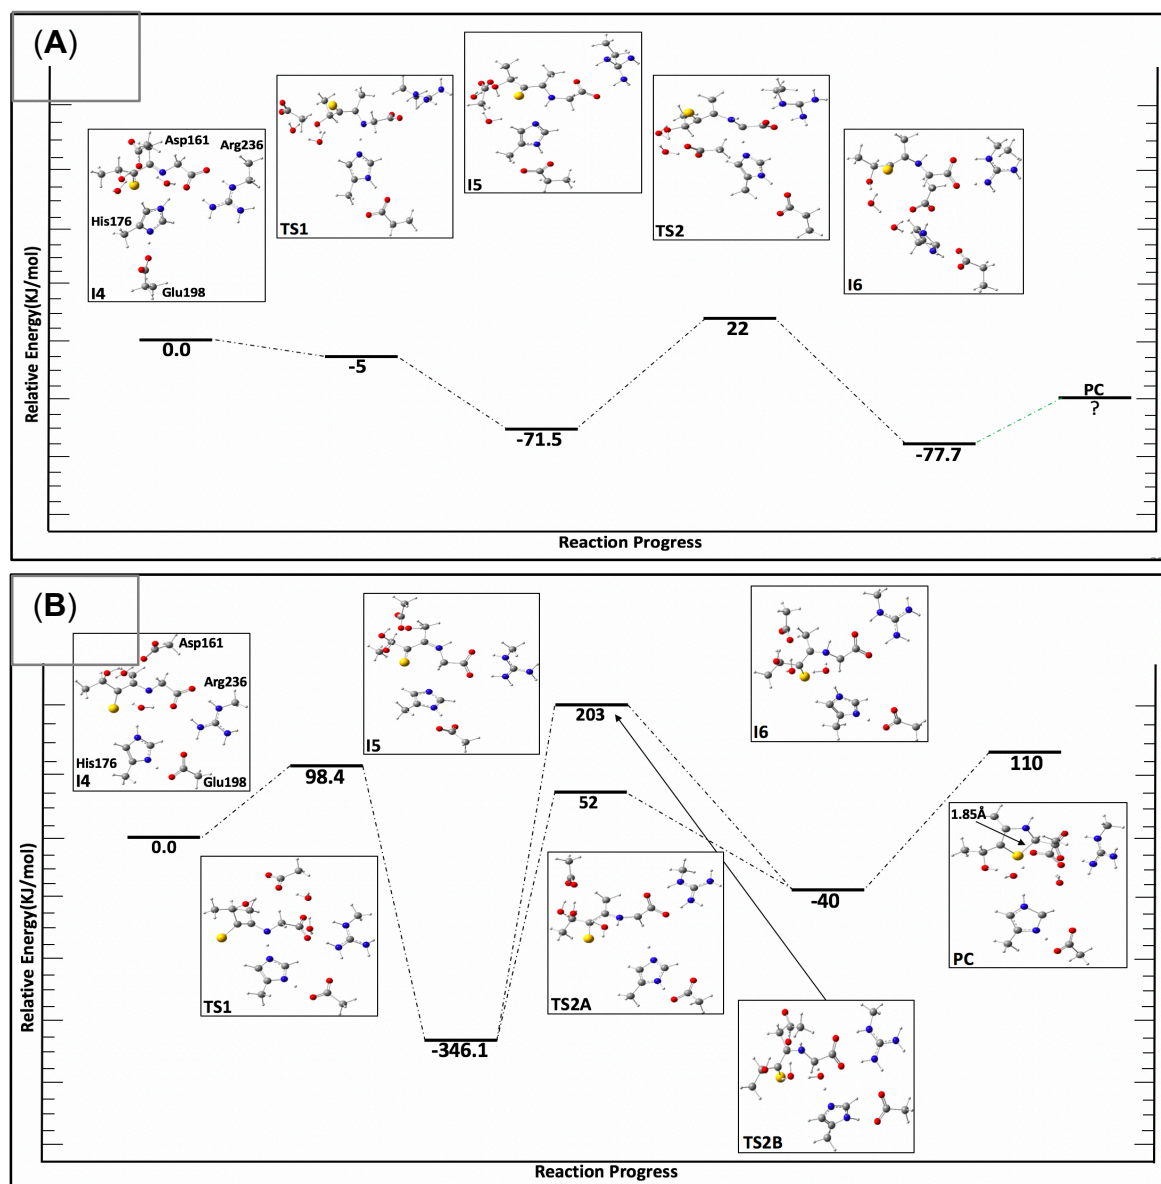 (A)
Relative Energy(KJ/mol)
Asp161
Arg236
His176
Glu198
I4
TS1
I5
TS2
I6
0.0
-5
-71.5
22
-77.7
PC
?
Reaction Progress
(B)
Relative Energy(KJ/mol)
Asp161
Arg236
His176
Glu198
I4
I5
I6
203
98.4
52
110
0.0
-40
-346.1
1.85Å
PC
TS1
TS2A
TS2B
Reaction Progress